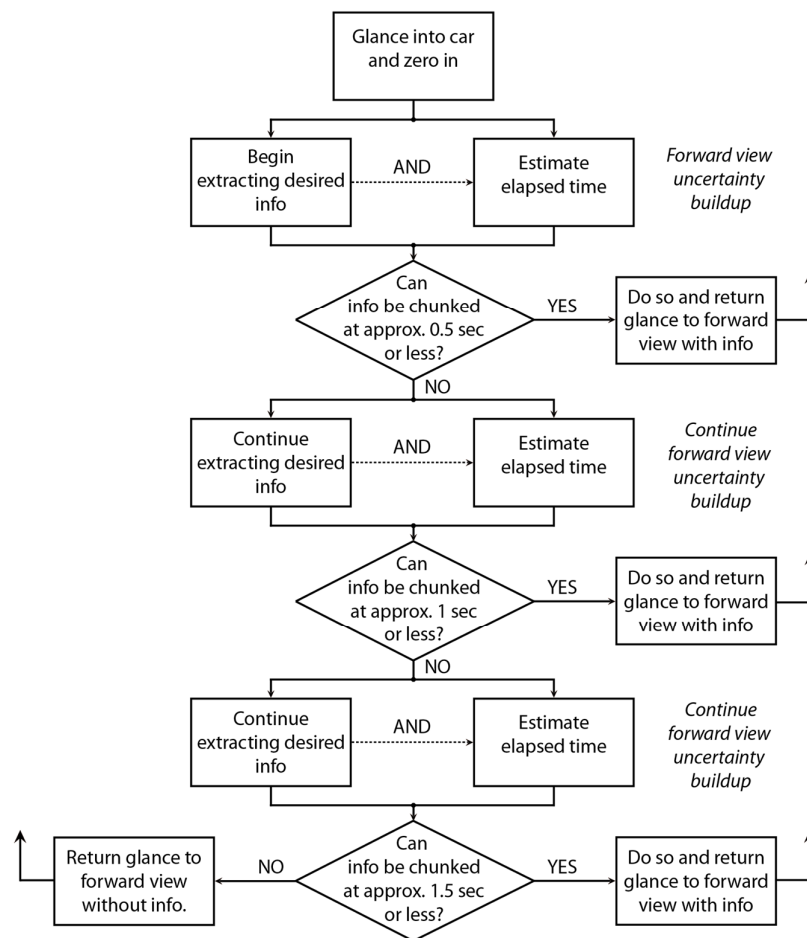 Glance into car
and zero in
Begin
extracting desired
info
AND
Estimate
elapsed time
Forward view
uncertainty
buildup
Can
info be chunked
at approx. 0.5 sec
or less?
YES
Do so and return
glance to forward
view with info
NO
Continue
extracting desired
info
AND
Estimate
elapsed time
Continue
forward view
uncertainty
buildup
Can
info be chunked
at approx. 1 sec
or less?
YES
Do so and return
glance to forward
view with info
NO
Continue
extracting desired
info
AND
Estimate
elapsed time
Continue
forward view
uncertainty
buildup
Return glance to
forward view
without info.
NO
Can
info be chunked
at approx. 1.5 sec
or less?
YES
Do so and return
glance to forward
view with info